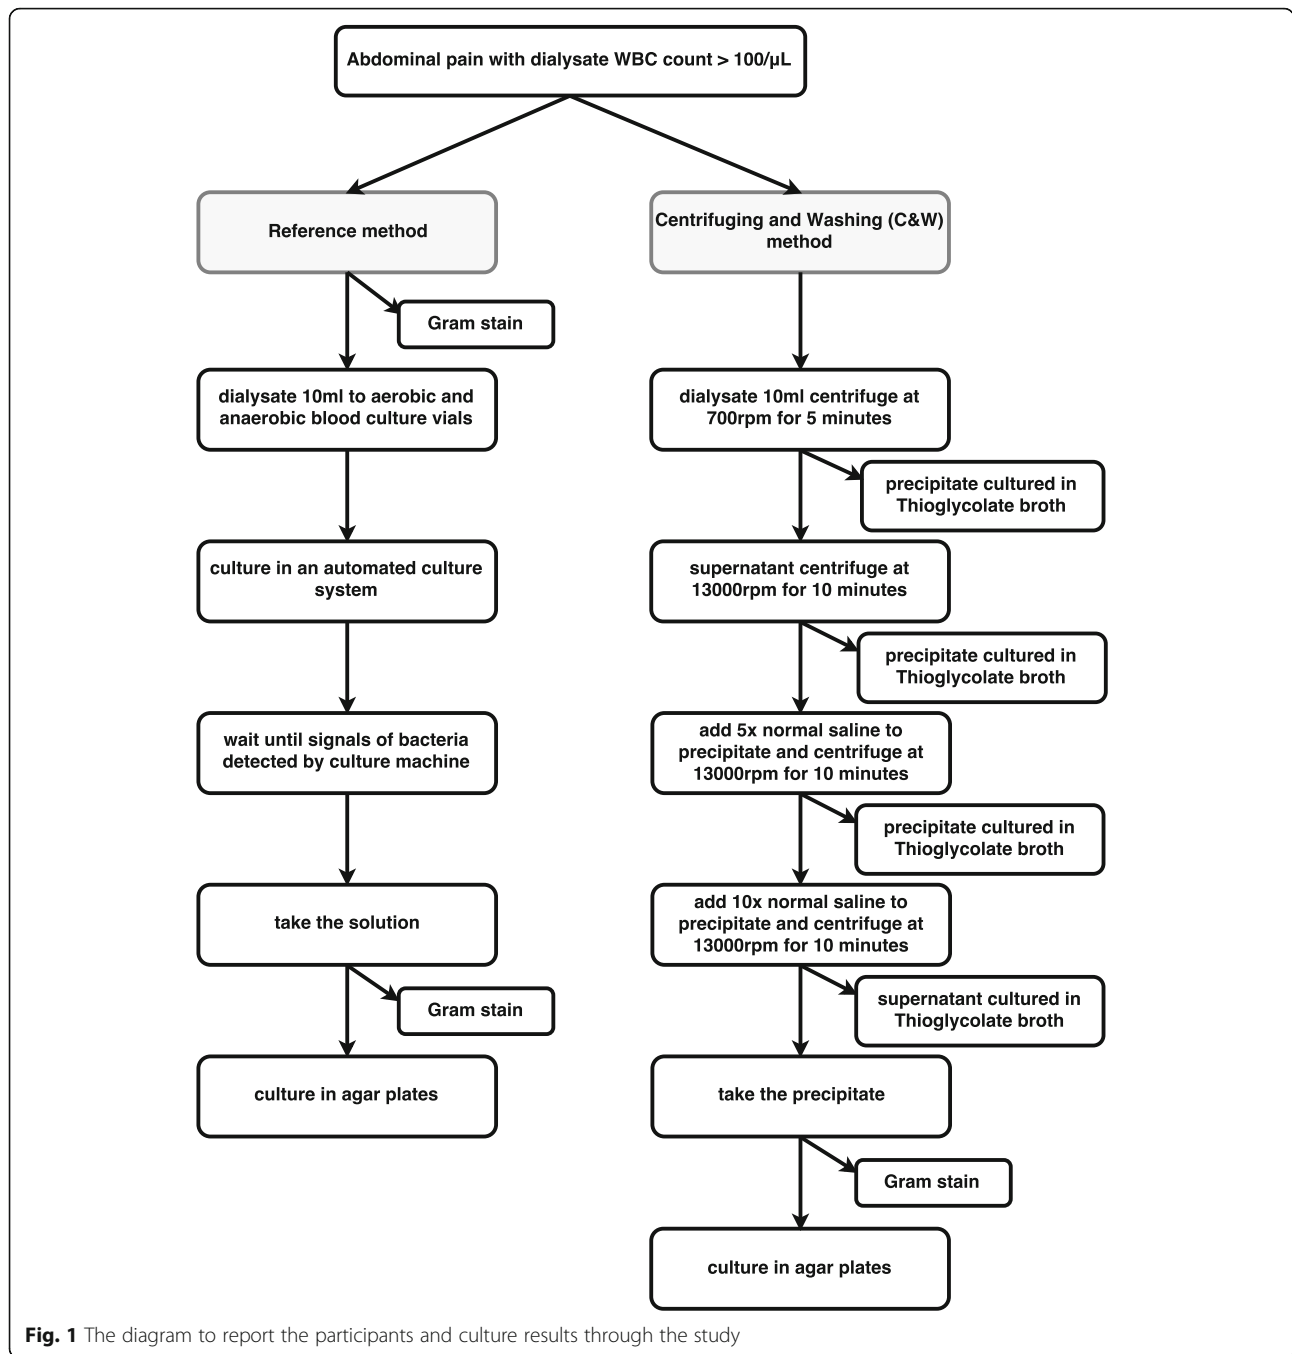 Abdominal pain with dialysate WBC count > 100/µL
Reference method
Gram stain
dialysate 10ml to aerobic and
anaerobic blood culture vials
culture in an automated culture
system
wait until signals of bacteria
detected by culture machine
take the solution
Gram stain
culture in agar plates
Centrifuging and Washing (C&W)
method
dialysate 10ml centrifuge at
700rpm for 5 minutes
precipitate cultured in
Thioglycolate broth
supernatant centrifuge at
13000rpm for 10 minutes
precipitate cultured in
Thioglycolate broth
add 5x normal saline to
precipitate and centrifuge at
13000rpm for 10 minutes
precipitate cultured in
Thioglycolate broth
add 10x normal saline to
precipitate and centrifuge at
13000rpm for 10 minutes
supernatant cultured in
Thioglycolate broth
take the precipitate
Gram stain
culture in agar plates
Fig. 1 The diagram to report the participants and culture results through the study